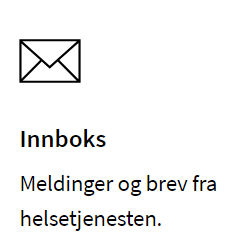 Innboks
Meldinger og brev fra
helsetjenesten.